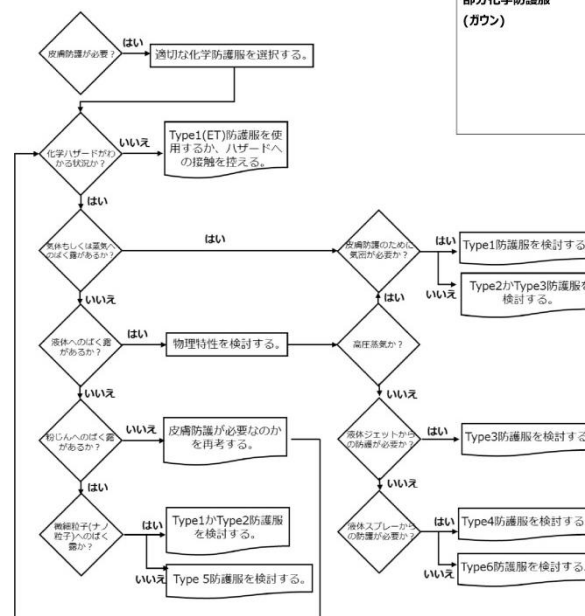 部分化学防護服
(ガウン)
皮膚防護が必要？
はい
適切な化学防護服を選択する。
化学ハザードがわ
かる状況か？
いいえ
Type1(ET)防護服を使
用するか、ハザードへ
の接触を控える。
はい
気体もしくは蒸気へ
のばく露があるか？
はい
皮膚防護のために
気密が必要か？
はい
Type1防護服を検討する
いいえ
Type2かType3防護服を
検討する。
いいえ
はい
液体へのばく露
があるか？
はい
物理特性を検討する。
高圧蒸気か？
いいえ
いいえ
粉じんへのばく露
があるか？
いいえ
皮膚防護が必要なのか
を再考する。
液体ジェットから
の防護が必要か？
はい
Type3防護服を検討する
はい
いいえ
微細粒子(ナノ
粒子)へのばく
露か？
はい
Type1かType2防護服
を検討する。
いいえ
Type 5防護服を検討する。
液体スプレーから
の防護が必要か？
はい
Type4防護服を検討する
いいえ
Type6防護服を検討する。